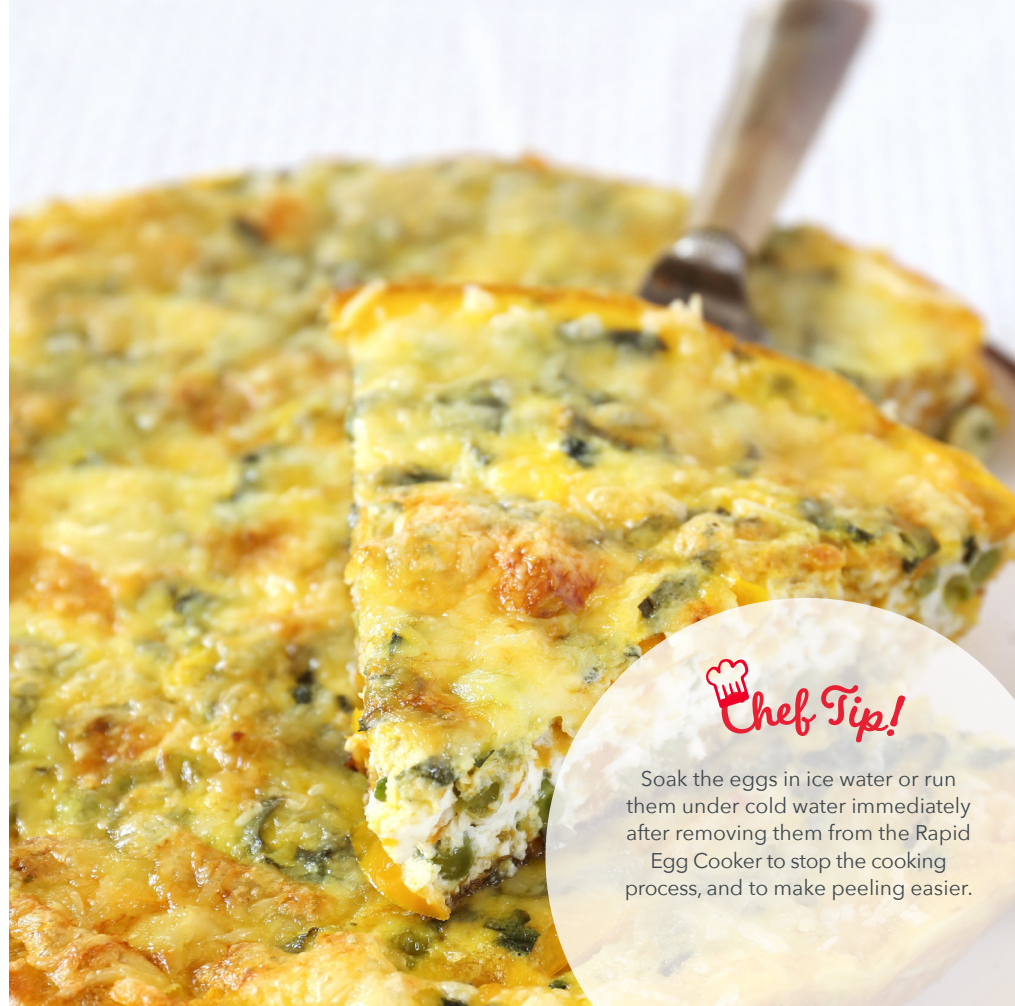 Chef Tip!
Soak the eggs in ice water or run
them under cold water immediately
after removing them from the Rapid
Egg Cooker to stop the cooking
process, and to make peeling easier.